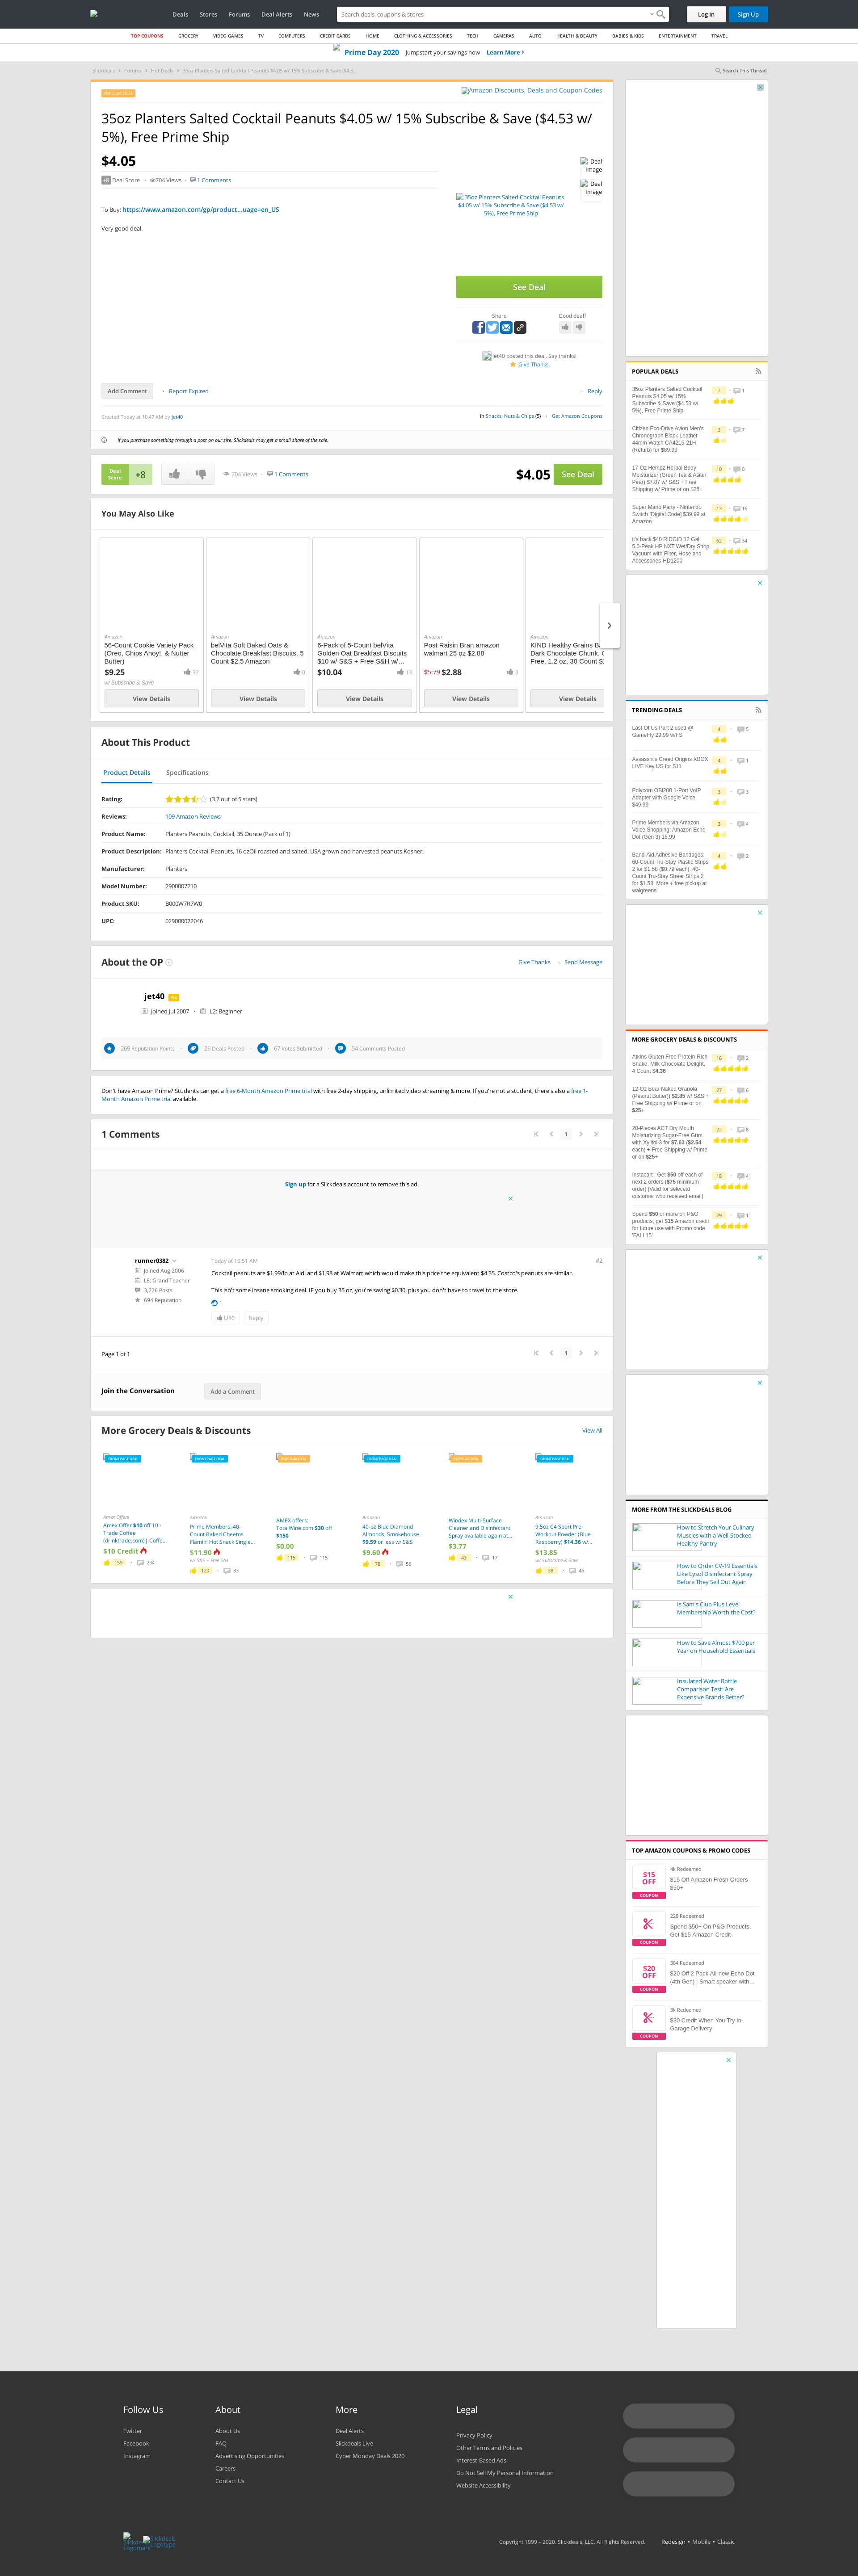 Deals Stores Forums Deal Alerts News
Search deals, coupons & stores
Log In Sign Up
TOP COUPONS GROCERY VIDEO GAMES TV COMPUTERS CREDIT CARDS HOME CLOTHING & ACCESSORIES TECH CAMERAS AUTO HEALTH & BEAUTY BABIES & KIDS ENTERTAINMENT TRAVEL
Prime Day 2020 Jumpstart your savings now Learn More
Slickdeals Forums Hot Deals 35oz Planters Salted Cocktail Peanuts $4.05 w/ 15% Subscribe & Save ($4.5...
Search This Thread
POPULAR DEAL
Amazon Discounts, Deals and Coupon Codes
35oz Planters Salted Cocktail Peanuts $4.05 w/ 15% Subscribe & Save ($4.53 w/
5%), Free Prime Ship
$4.05
+8 Deal Score 704 Views 1 Comments
To Buy: https://www.amazon.com/gp/product...uage=en_US
Very good deal.
35oz Planters Salted Cocktail Peanuts
$4.05 w/ 15% Subscribe & Save ($4.53 w/
5%), Free Prime Ship
Deal
Image
Deal
Image
See Deal
Share Good deal?
jet40 posted this deal. Say thanks!
Give Thanks
Add Comment Report Expired Reply
Created Today at 10:47 AM by jet40
in Snacks, Nuts & Chips (5) Get Amazon Coupons
If you purchase something through a post on our site, Slickdeals may get a small share of the sale.
Deal
Score
+8
704 Views 1 Comments
$4.05 See Deal
You May Also Like
Amazon
56-Count Cookie Variety Pack
(Oreo, Chips Ahoy!, & Nutter
Butter)
$9.25 32
w/ Subscribe & Save
View Details
Amazon
belVita Soft Baked Oats &
Chocolate Breakfast Biscuits, 5
Count $2.5 Amazon
0
View Details
Amazon
6-Pack of 5-Count belVita
Golden Oat Breakfast Biscuits
$10 w/ S&S + Free S&H w/…
$10.04 13
View Details
Amazon
Post Raisin Bran amazon
walmart 25 oz $2.88
$5.79 $2.88 0
View Details
Amazon
KIND Healthy Grains B
Dark Chocolate Chunk,
Free, 1.2 oz, 30 Count $
View Details
About This Product
Product Details Specifications
Rating: (3.7 out of 5 stars)
Reviews: 109 Amazon Reviews
Product Name: Planters Peanuts, Cocktail, 35 Ounce (Pack of 1)
Product Description: Planters Cocktail Peanuts, 16 ozOil roasted and salted, USA grown and harvested peanuts.Kosher.
Manufacturer: Planters
Model Number: 2900007210
Product SKU: B000W7R7W0
UPC: 029000072046
About the OP
Give Thanks Send Message
jet40 Pro
Joined Jul 2007 L2: Beginner
269 Reputation Points 26 Deals Posted 67 Votes Submitted 54 Comments Posted
Don't have Amazon Prime? Students can get a free 6-Month Amazon Prime trial with free 2-day shipping, unlimited video streaming & more. If you're not a student, there's also a free 1-
Month Amazon Prime trial available.
1 Comments
1
Sign up for a Slickdeals account to remove this ad.
runner0382
Joined Aug 2006
L8: Grand Teacher
3,276 Posts
694 Reputation
Today at 10:51 AM #2
Cocktail peanuts are $1.99/lb at Aldi and $1.98 at Walmart which would make this price the equivalent $4.35. Costco's peanuts are similar.
This isn't some insane smoking deal. IF you buy 35 oz, you're saving $0.30, plus you don't have to travel to the store.
1
Like Reply
Page 1 of 1
1
Join the Conversation Add a Comment
More Grocery Deals & Discounts
View All
FRONTPAGE DEAL
Amex Offers
Amex Offer $10 off 10 -
Trade Coffee
(drinktrade.com) | Coffe...
$10 Credit
159 234
FRONTPAGE DEAL
Amazon
Prime Members: 40-
Count Baked Cheetos
Flamin' Hot Snack Single...
$11.90
w/ S&S + Free S/H
120 83
POPULAR DEAL
AMEX offers:
TotalWine.com $30 off
$150
$0.00
115 115
FRONTPAGE DEAL
Amazon
40-oz Blue Diamond
Almonds, Smokehouse
$9.59 or less w/ S&S
$9.60
78 56
POPULAR DEAL
Windex Multi-Surface
Cleaner and Disinfectant
Spray available again at...
$3.77
43 17
FRONTPAGE DEAL
Amazon
9.5oz C4 Sport Pre-
Workout Powder (Blue
Raspberry) $14.36 w/...
$13.85
w/ Subscribe & Save
38 46
POPULAR DEALS
35oz Planters Salted Cocktail
Peanuts $4.05 w/ 15%
Subscribe & Save ($4.53 w/
5%), Free Prime Ship
7 1
Citizen Eco-Drive Avion Men's
Chronograph Black Leather
44mm Watch CA4215-21H
(Refurb) for $89.99
3 7
17-Oz Hempz Herbal Body
Moisturizer (Green Tea & Asian
Pear) $7.87 w/ S&S + Free
Shipping w/ Prime or on $25+
10 0
Super Mario Party - Nintendo
Switch [Digital Code] $39.99 at
Amazon
13 16
It's back $40 RIDGID 12 Gal.
5.0-Peak HP NXT Wet/Dry Shop
Vacuum with Filter, Hose and
Accessories-HD1200
62 34
TRENDING DEALS
Last Of Us Part 2 used @
GameFly 29.99 w/FS
4 5
Assassin's Creed Origins XBOX
LIVE Key US for $11
4 1
Polycom OBi200 1-Port VoIP
Adapter with Google Voice
$49.99
3 3
Prime Members via Amazon
Voice Shopping: Amazon Echo
Dot (Gen 3) 18.99
3 4
Band-Aid Adhesive Bandages:
60-Count Tru-Stay Plastic Strips
2 for $1.58 ($0.79 each), 40-
Count Tru-Stay Sheer Strips 2
for $1.58, More + free pickup at
walgreens
4 2
MORE GROCERY DEALS & DISCOUNTS
Atkins Gluten Free Protein-Rich
Shake, Milk Chocolate Delight,
4 Count $4.36
16 2
12-Oz Bear Naked Granola
(Peanut Butter)) $2.85 w/ S&S +
Free Shipping w/ Prime or on
$25+
27 6
20-Pieces ACT Dry Mouth
Moisturizing Sugar-Free Gum
with Xylitol 3 for $7.63 ($2.54
each) + Free Shipping w/ Prime
or on $25+
22 8
Instacart : Get $50 off each of
next 2 orders ($75 minimum
order) [Valid for selecetd
customer who received email]
18 41
Spend $50 or more on P&G
products, get $15 Amazon credit
for future use with Promo code
'FALL15'
29 11
MORE FROM THE SLICKDEALS BLOG
How to Stretch Your Culinary
Muscles with a Well-Stocked
Healthy Pantry
How to Order CV-19 Essentials
Like Lysol Disinfectant Spray
Before They Sell Out Again
Is Sam's Club Plus Level
Membership Worth the Cost?
How to Save Almost $700 per
Year on Household Essentials
Insulated Water Bottle
Comparison Test: Are
Expensive Brands Better?
TOP AMAZON COUPONS & PROMO CODES
$15
OFF
COUPON
4k Redeemed
$15 Off Amazon Fresh Orders
$50+
COUPON
228 Redeemed
Spend $50+ On P&G Products,
Get $15 Amazon Credit
$20
OFF
COUPON
384 Redeemed
$20 Off 2 Pack All-new Echo Dot
(4th Gen) | Smart speaker with...
COUPON
3k Redeemed
$30 Credit When You Try In-
Garage Delivery
Follow Us
Twitter
Facebook
Instagram
About
About Us
FAQ
Advertising Opportunities
Careers
Contact Us
More
Deal Alerts
Slickdeals Live
Cyber Monday Deals 2020
Legal
Privacy Policy
Other Terms and Policies
Interest-Based Ads
Do Not Sell My Personal Information
Website Accessibility
Copyright 1999 - 2020. Slickdeals, LLC. All Rights Reserved. Redesign • Mobile • Classic